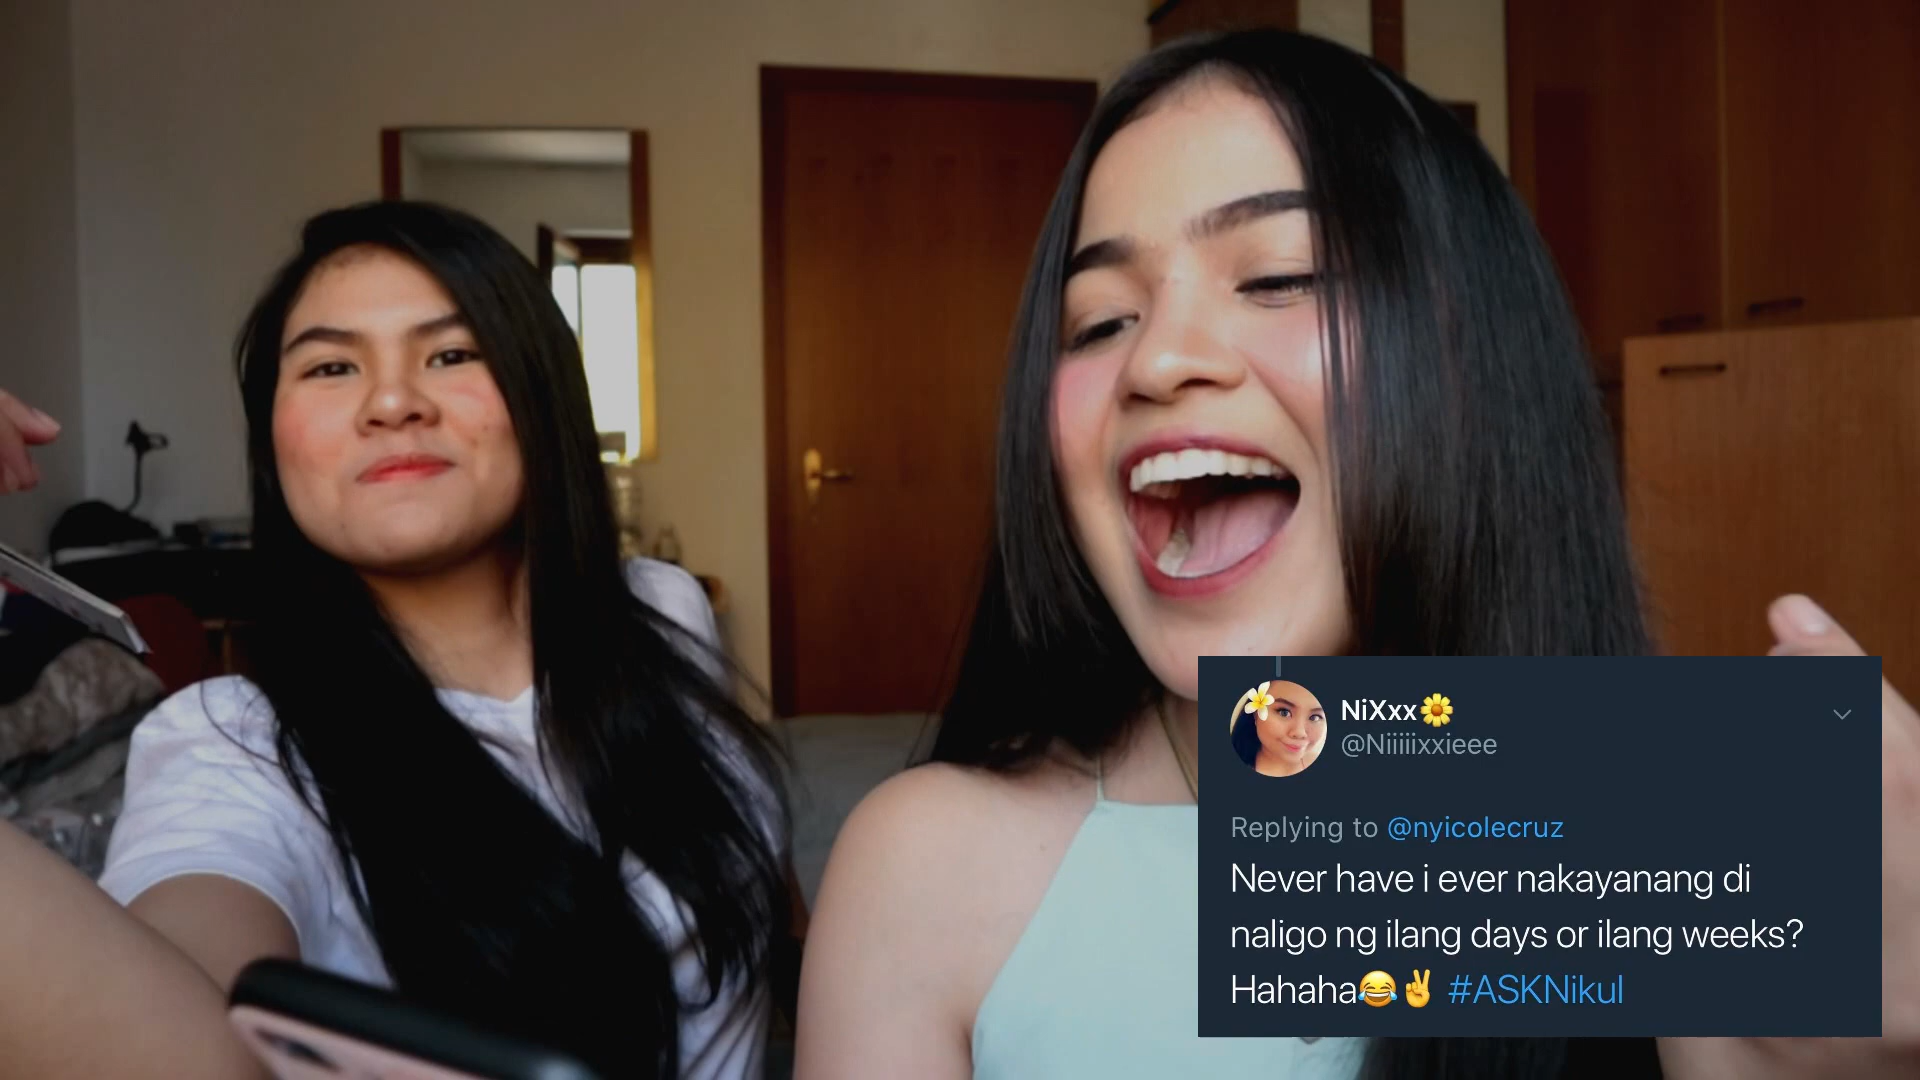 NiXxx🌼
@Niiiiixxieee
Replying to @nyicolecruz
Never have i ever nakayanang di
naligo ng ilang days or ilang weeks?
Hahaha😂✌️ #ASKNikul